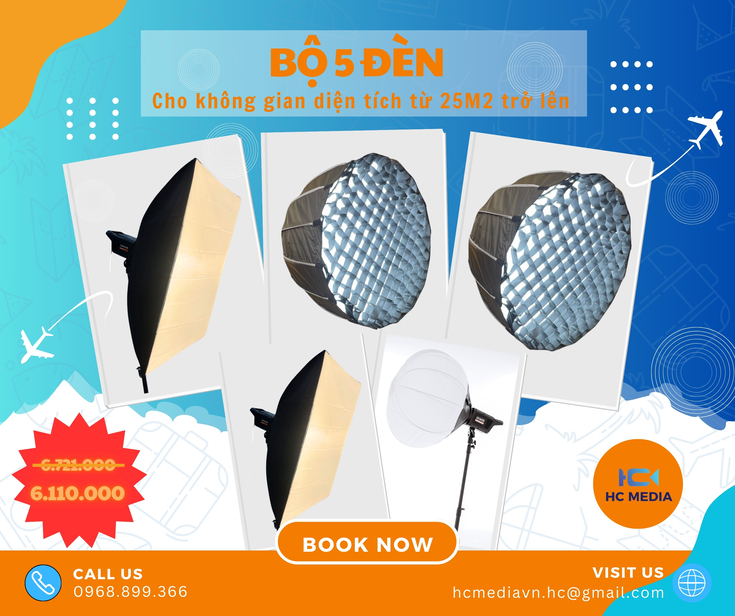 BỘ 5 ĐÈN
Cho không gian diện tích từ 25M2 trở lên
6.721.000
6.110.000
HC MEDIA
BOOK NOW
CALL US
0968.899.366
VISIT US
hcmediavn.hc@gmail.com